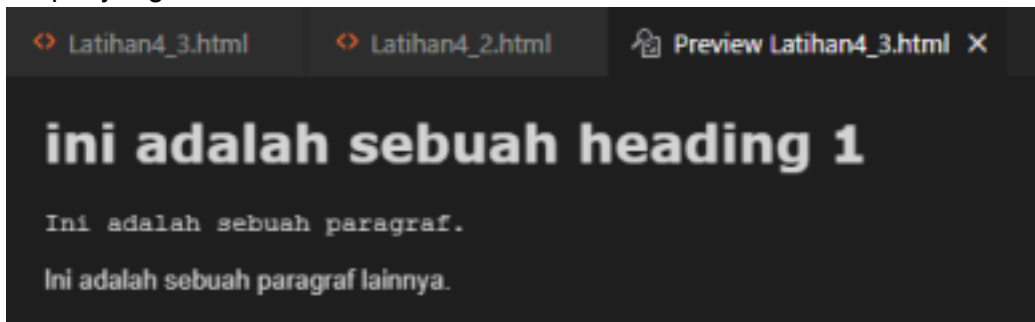 Latihan4_3.html Latihan4_2.html Preview Latihan4_3.html ×
ini adalah sebuah heading 1
Ini adalah sebuah paragraf.
Ini adalah sebuah paragraf lainnya.